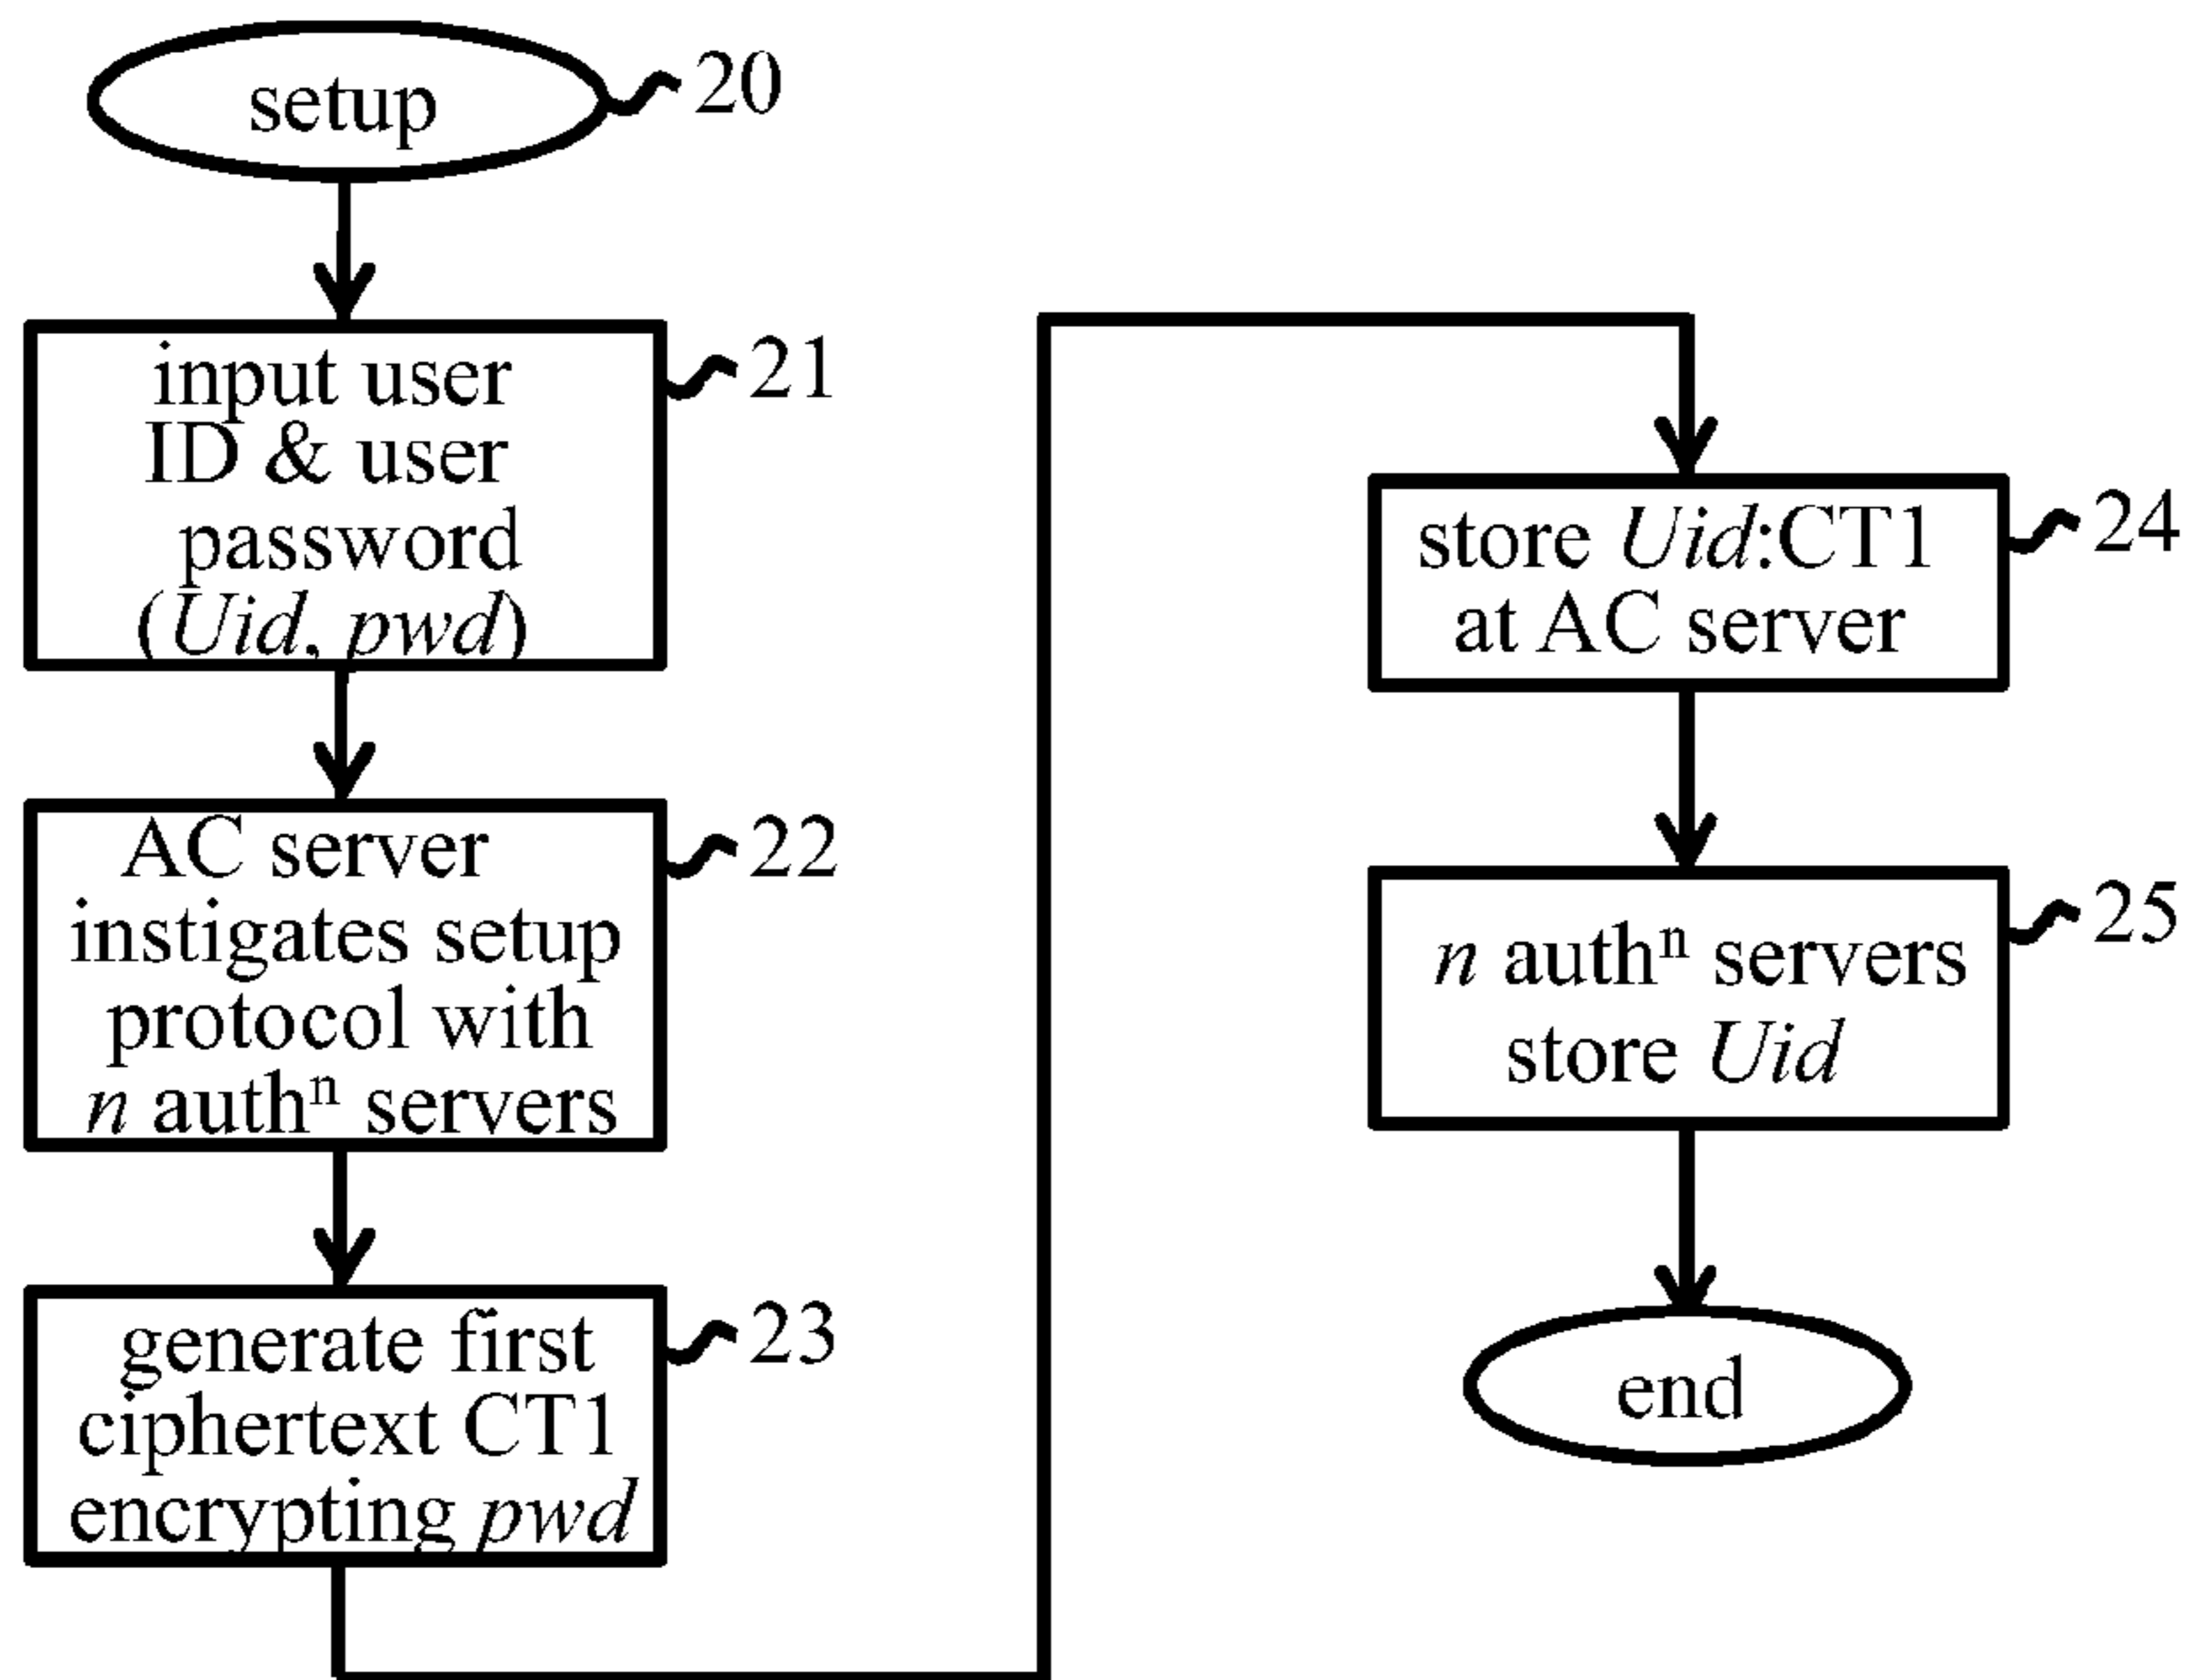 setup
20
input user
ID & user
password
(Uid, pwd)
21
AC server
instigates setup
protocol with
n authⁿ servers
22
generate first
ciphertext CT1
encrypting pwd
23
store Uid:CT1
at AC server
24
n authⁿ servers
store Uid
25
end